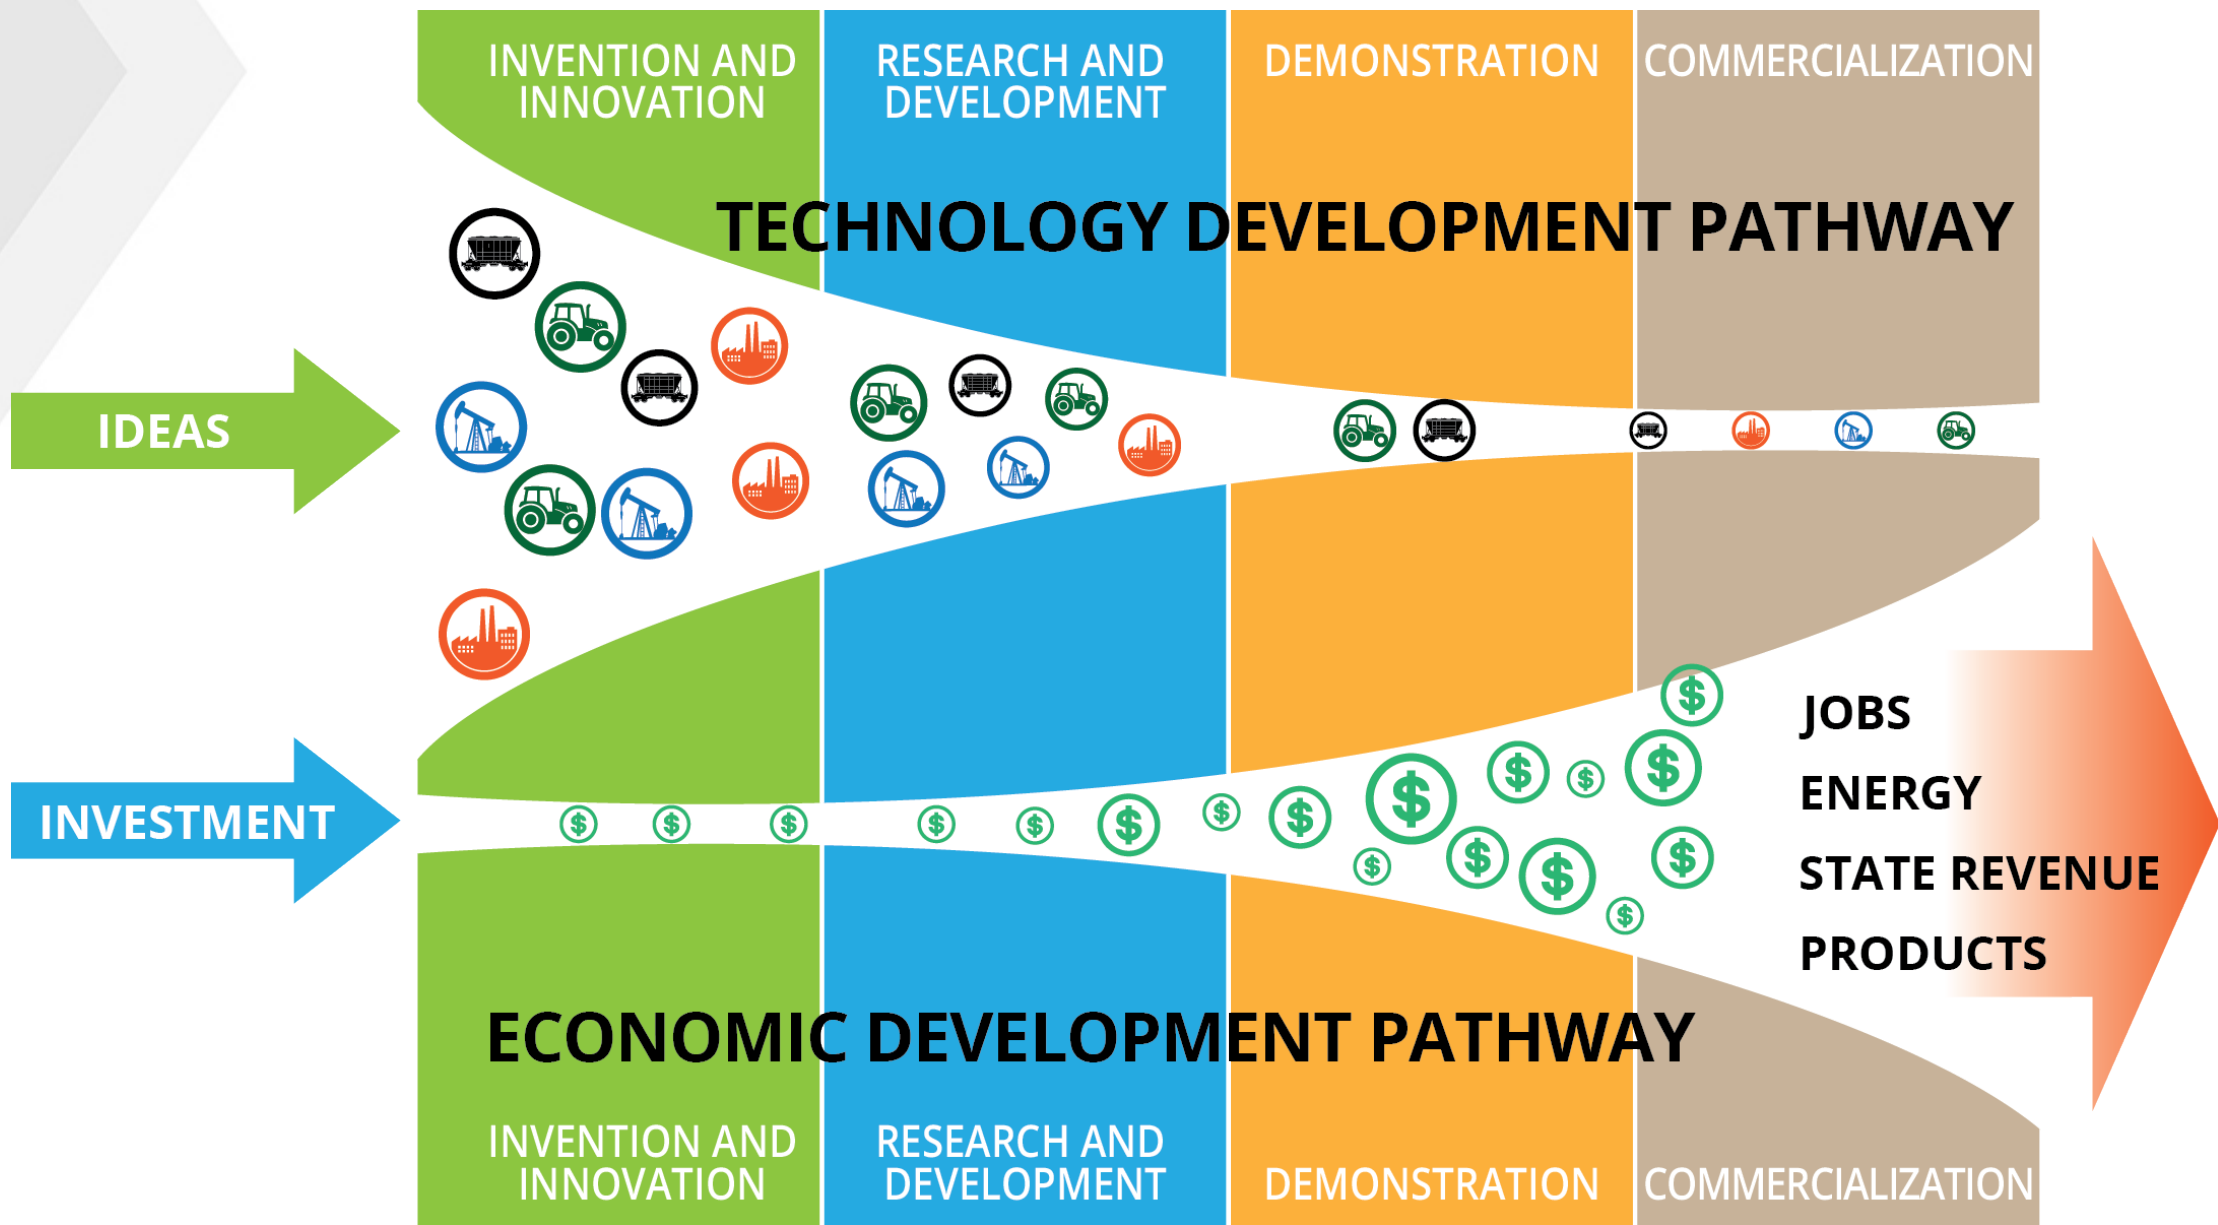 INVENTION AND
INNOVATION
RESEARCH AND
DEVELOPMENT
DEMONSTRATION
COMMERCIALIZATION
TECHNOLOGY DEVELOPMENT PATHWAY
IDEAS
INVESTMENT
$ $ $ $ $ $ $ $ $ $ $ $ $ $ $ $ $
JOBS
ENERGY
STATE REVENUE
PRODUCTS
ECONOMIC DEVELOPMENT PATHWAY
INVENTION AND
INNOVATION
RESEARCH AND
DEVELOPMENT
DEMONSTRATION
COMMERCIALIZATION